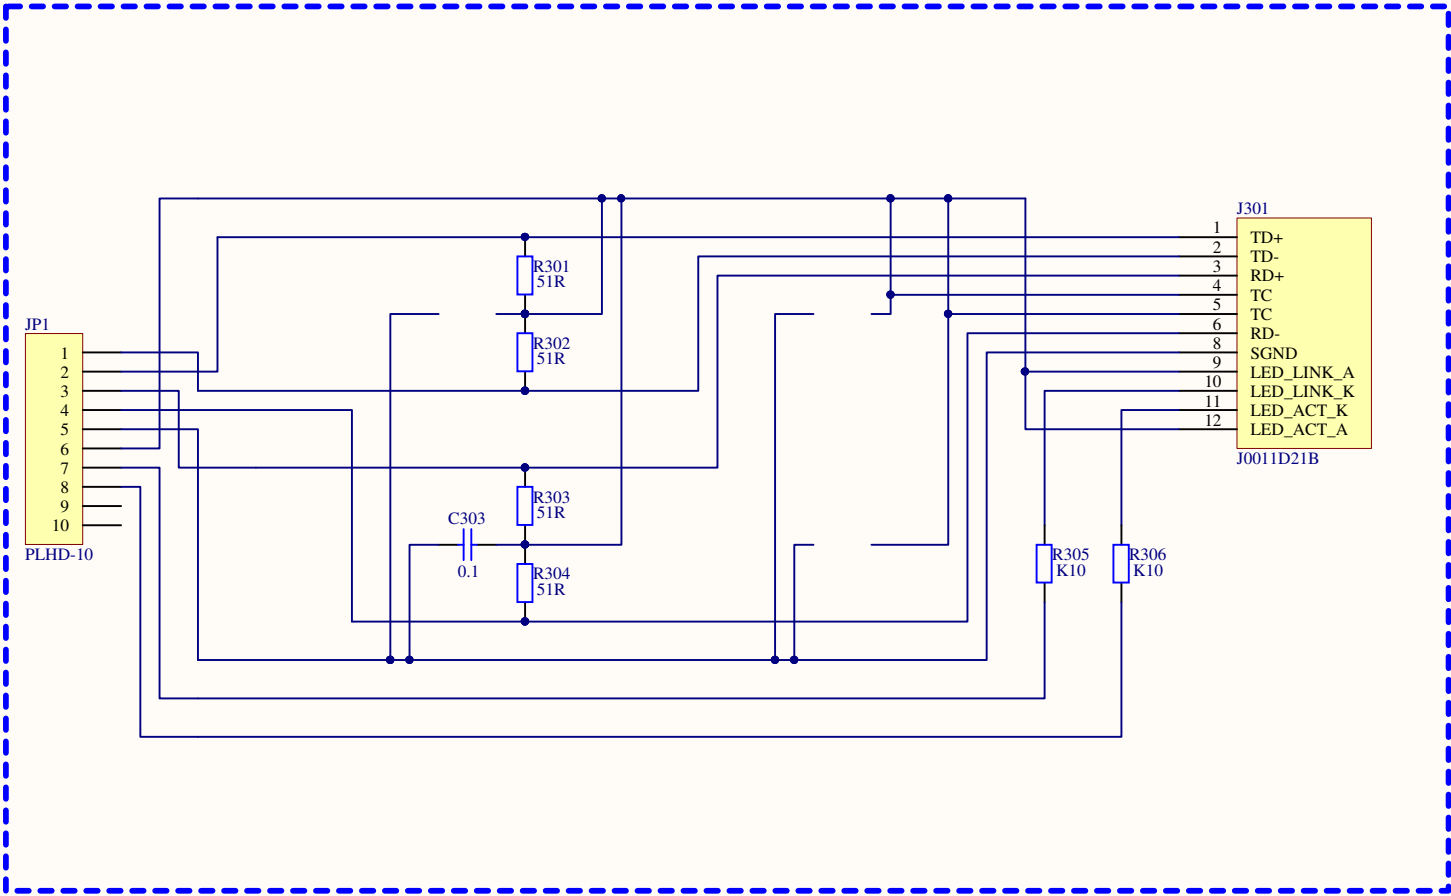 JP1
1
2
3
4
5
6
7
8
9
10
PLHD-10
R301
51R
R302
51R
C303
0.1
R303
51R
R304
51R
R305
K10
R306
K10
J301
1 TD+
2 TD-
3 RD+
4 TC
5 TC
6 RD-
8 SGND
9 LED_LINK_A
10 LED_LINK_K
11 LED_ACT_K
12 LED_ACT_A
J0011D21B